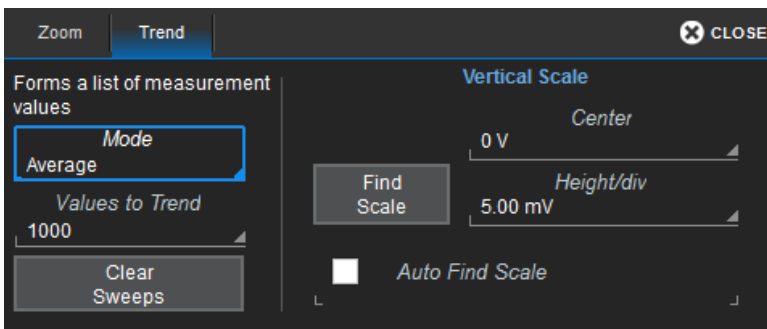 Zoom
Trend
CLOSE
Forms a list of measurement
values
Mode
Average
Values to Trend
1000
Clear
Sweeps
Vertical Scale
Center
0 V
Find
Scale
Height/div
5.00 mV
Auto Find Scale